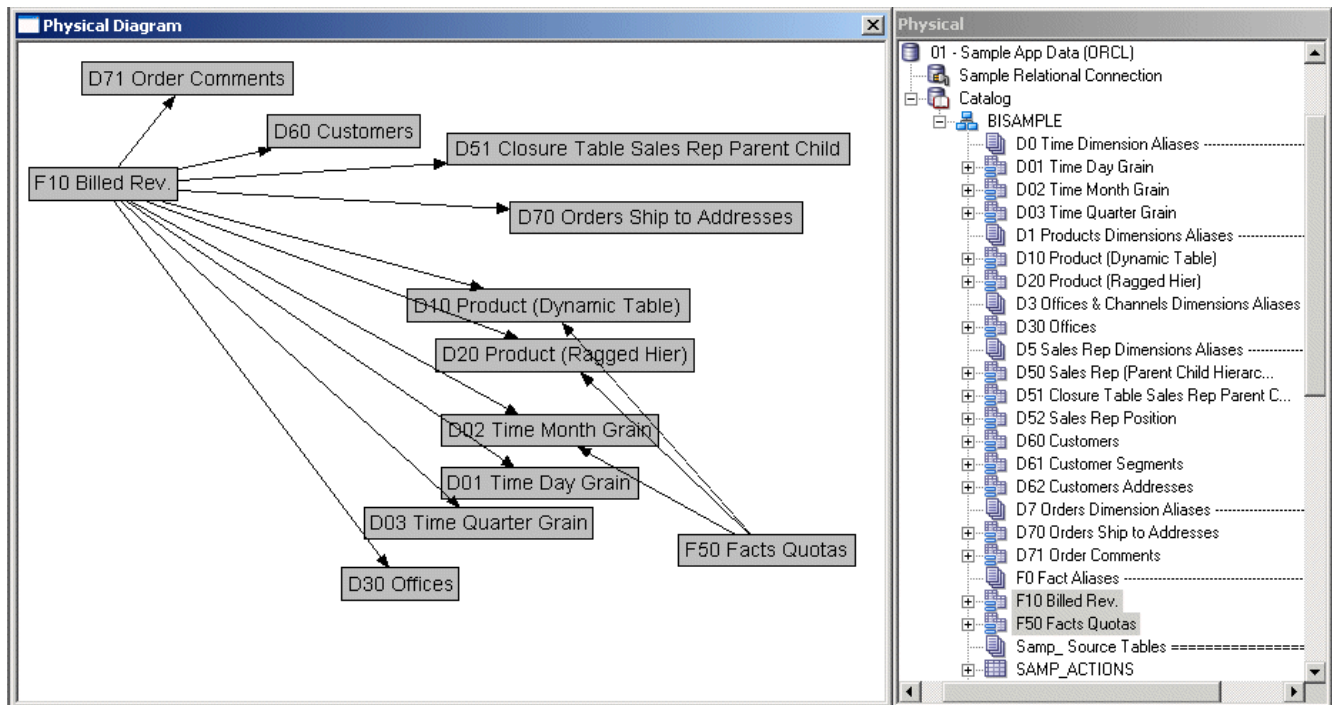 Physical Diagram
D71 Order Comments
D60 Customers
D51 Closure Table Sales Rep Parent Child
F10 Billed Rev.
D70 Orders Ship to Addresses
D10 Product (Dynamic Table)
D20 Product (Ragged Hier)
D02 Time Month Grain
D01 Time Day Grain
D03 Time Quarter Grain
F50 Facts Quotas
D30 Offices
Physical
01 - Sample App Data (ORCL)
Sample Relational Connection
Catalog
BISAMPLE
D0 Time Dimension Aliases ------------------
D01 Time Day Grain
D02 Time Month Grain
D03 Time Quarter Grain
D1 Products Dimensions Aliases ------------
D10 Product (Dynamic Table)
D20 Product (Ragged Hier)
D3 Offices & Channels Dimensions Aliases
D30 Offices
D5 Sales Rep Dimensions Aliases -----------
D50 Sales Rep (Parent Child Hierarc...
D51 Closure Table Sales Rep Parent C...
D52 Sales Rep Position
D60 Customers
D61 Customer Segments
D62 Customers Addresses
D7 Orders Dimension Aliases ----------------
D70 Orders Ship to Addresses
D71 Order Comments
F0 Fact Aliases --------------------------------
F10 Billed Rev.
F50 Facts Quotas
Samp_ Source Tables ==================
SAMP_ACTIONS